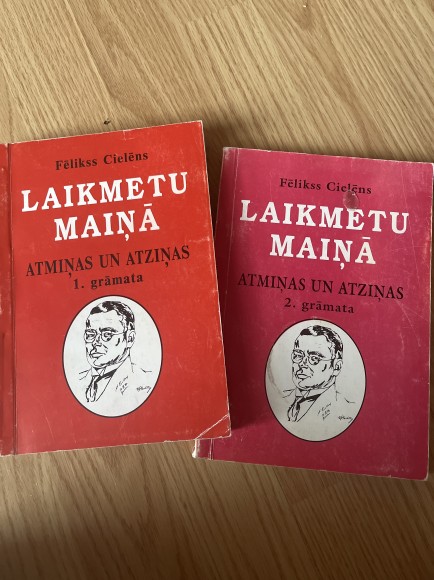 Fēlikss Cielēns
LAIKMETU
MAIŅĀ
ATMIŅAS UN ATZIŅAS
1. grāmata
Fēlikss Cielēns
LAIKMETU
MAIŅĀ
ATMIŅAS UN ATZIŅAS
2. grāmata